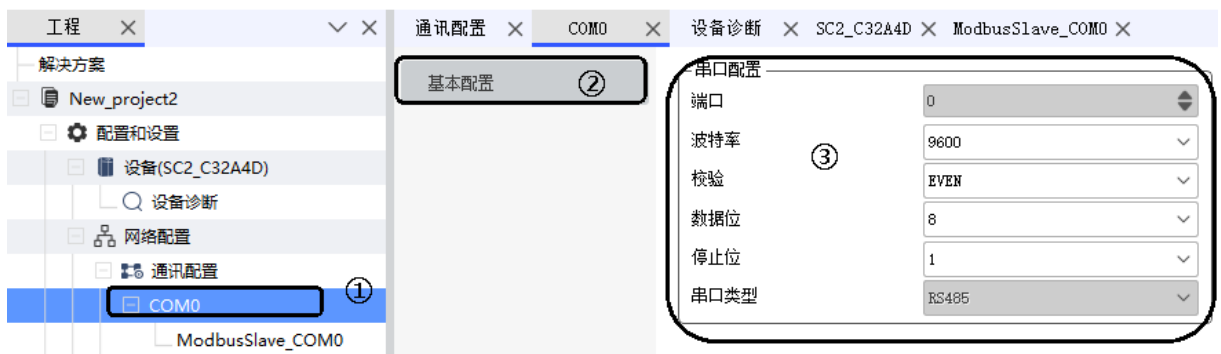 工程
通讯配置 COM0 设备诊断 SC2_C32A4D ModbusSlave_COM0
解决方案
New_project2
配置和设置
设备(SC2_C32A4D)
设备诊断
网络配置
通讯配置
COM0 ①
ModbusSlave_COM0
基本配置 ②
串口配置
端口 0
波特率 9600
③
校验 EVEN
数据位 8
停止位 1
串口类型 RS485